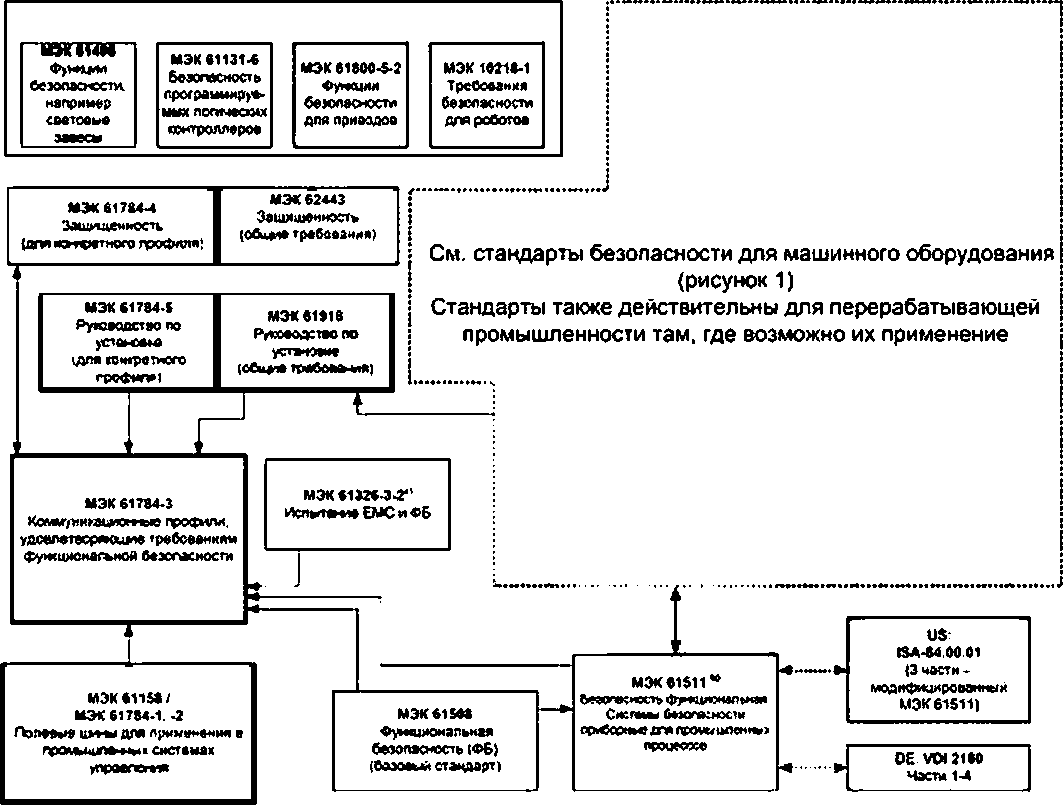 МЭК 61496
Функции
безопасности,
например
световые
завесы
МЭК 61131-6
Безопасность
программируе-
мых логических
контроллеров
МЭК 61800-5-2
Функции
безопасности
для приводов
МЭК 10218-1
Требования
безопасности
для роботов
МЭК 61784-4
Защищенность
(для конкретного профиля)
МЭК 62443
Защищенность
(общие требования)
См. стандарты безопасности для машинного оборудования
(рисунок 1)
Стандарты также действительны для перерабатывающей
промышленности там, где возможно их применение
МЭК 61784-5
Руководство по
установке
(для конкретного
профиля)
МЭК 61918
Руководство по
установке
(общие требования)
МЭК 61784-3
Коммуникационные профили,
удовлетворяющие требованиям
функциональной безопасности
МЭК 61326-3-2a)
Испытание ЕМС и ФБ
МЭК 61158 /
МЭК 61784-1, -2
Полевые шины для применения в
промышленных системах
управления
МЭК 61508
Функциональная
безопасность (ФБ)
(базовый стандарт)
МЭК 61511 b)
Безопасность функциональная
Системы безопасности
приборные для промышленных
процессов
US:
ISA-84.00.01
(3 части –
модифицированных
МЭК 61511)
DE: VDI 2180
Части 1-4